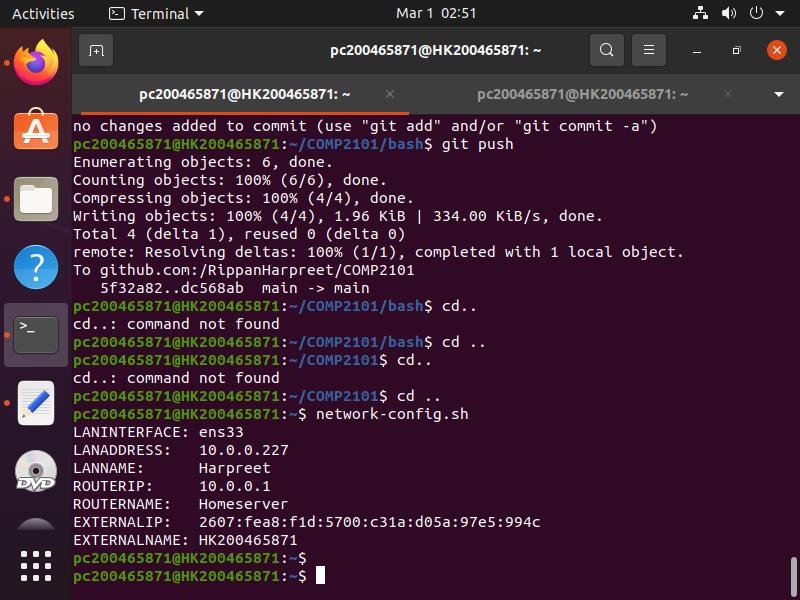 Activities
Terminal
Mar 1 02:51
pc200465871@HK200465871: ~
pc200465871@HK200465871: ~
pc200465871@HK200465871: ~
no changes added to commit (use "git add" and/or "git commit -a")
pc200465871@HK200465871:~/COMP2101/bash$ git push
Enumerating objects: 6, done.
Counting objects: 100% (6/6), done.
Compressing objects: 100% (4/4), done.
Writing objects: 100% (4/4), 1.96 KiB | 334.00 KiB/s, done.
Total 4 (delta 1), reused 0 (delta 0)
remote: Resolving deltas: 100% (1/1), completed with 1 local object.
To github.com:/RippanHarpreet/COMP2101
   5f32a82..dc568ab  main -> main
pc200465871@HK200465871:~/COMP2101/bash$ cd..
cd..: command not found
pc200465871@HK200465871:~/COMP2101/bash$ cd ..
pc200465871@HK200465871:~/COMP2101$ cd..
cd..: command not found
pc200465871@HK200465871:~/COMP2101$ cd ..
pc200465871@HK200465871:~$ network-config.sh
LANINTERFACE: ens33
LANADDRESS:   10.0.0.227
LANNAME:      Harpreet
ROUTERIP:     10.0.0.1
ROUTERNAME:   Homeserver
EXTERNALIP:   2607:fea8:f1d:5700:c31a:d05a:97e5:994c
EXTERNALNAME: HK200465871
pc200465871@HK200465871:~$
pc200465871@HK200465871:~$
DVD